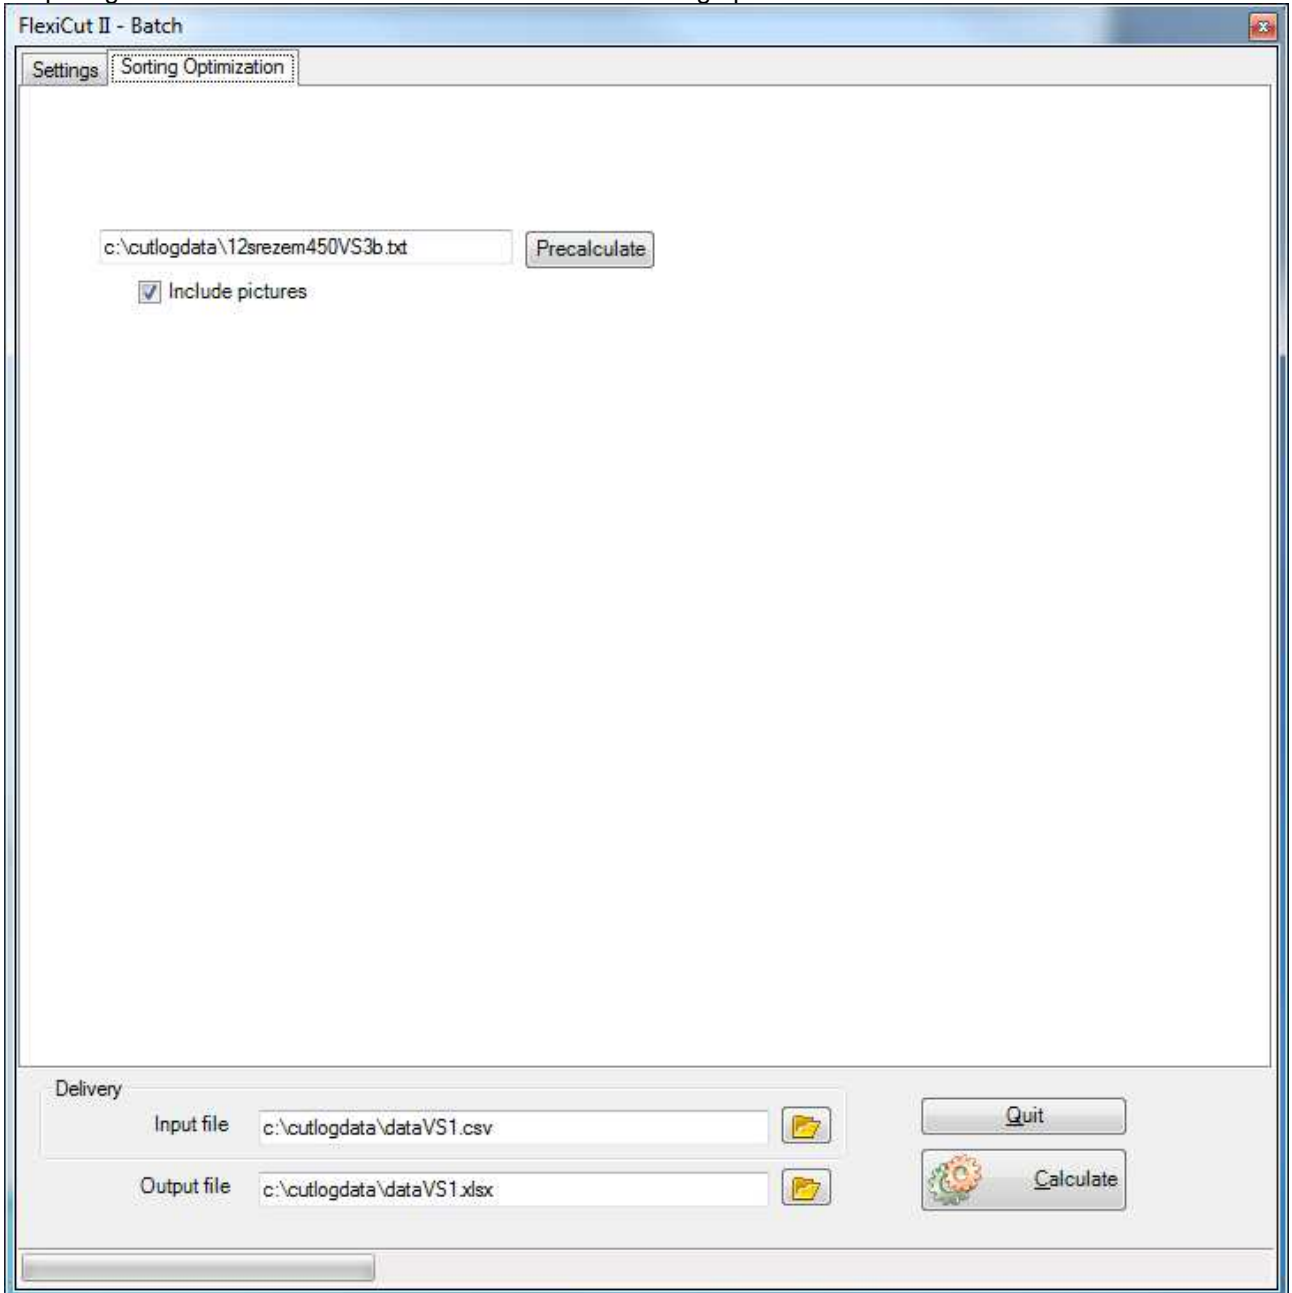 FlexiCut II - Batch
Settings Sorting Optimization
c:\cutlogdata\12srezem450VS3b.txt Precalculate
Include pictures
Delivery
Input file c:\cutlogdata\dataVS1.csv Quit
Output file c:\cutlogdata\dataVS1.xlsx Calculate